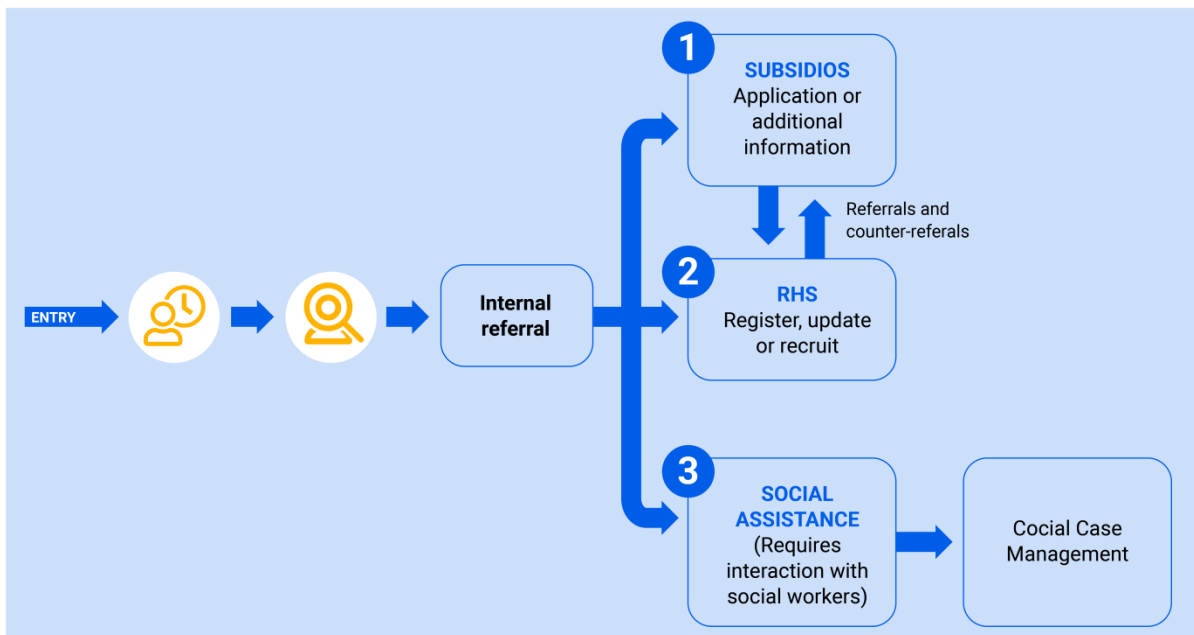 ENTRY
Internal
referral
1
SUBSIDIOS
Application or
additional
information
Referrals and
counter-referals
2
RHS
Register, update
or recruit
3
SOCIAL
ASSISTANCE
(Requires
interaction with
social workers)
Cocial Case
Management